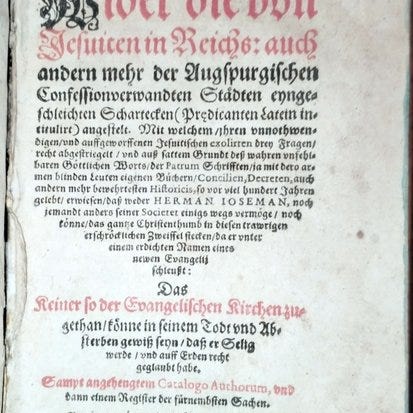 Wider die von
Jesuiten in Reichs: auch
andern mehr der Augspurgischen
Confessionverwandten Städten eynge-
schleichten Schartecken (Prędicanten Latein in-
titulirt) angestelt. Mit welchem / jhren vnnothwen-
digen / vnd auffgeworffenen Jesuitischen exolirten drey Fragen /
recht abgestriegelt / vnd auß sattem Grundt deß wahren vnfehl-
baren Göttlichen Worts / der Patrum Schrifften / ja mit dero ar-
men blinden Leuten eigenen Büchern / Concilien, Decreten, auch
andern mehr bewehrtesten Historicis, so vor viel hundert Jahren
gelebt / erwiesen / daß weder HERMAN IOSEMAN, noch
jemandt anders seiner Societet einigs wegs vermöge / noch
könne / das gantze Christenthumb in diesen trawrigen
erschröcklichen Zweiffel stecken / da er vnter
einem erdichten Namen eines
newen Evangelij
schleußt:
Das
Keiner so der Evangelischen Kirchen zu-
gethan / könne in seinem Todt vnd Ab-
sterben gewiß seyn / daß er Selig
werde / vnd auff Erden recht
geglaubt habe.
Sampt angehengtem Catalogo Authorum, vnd
dann einem Register der fürnembsten Sachen.